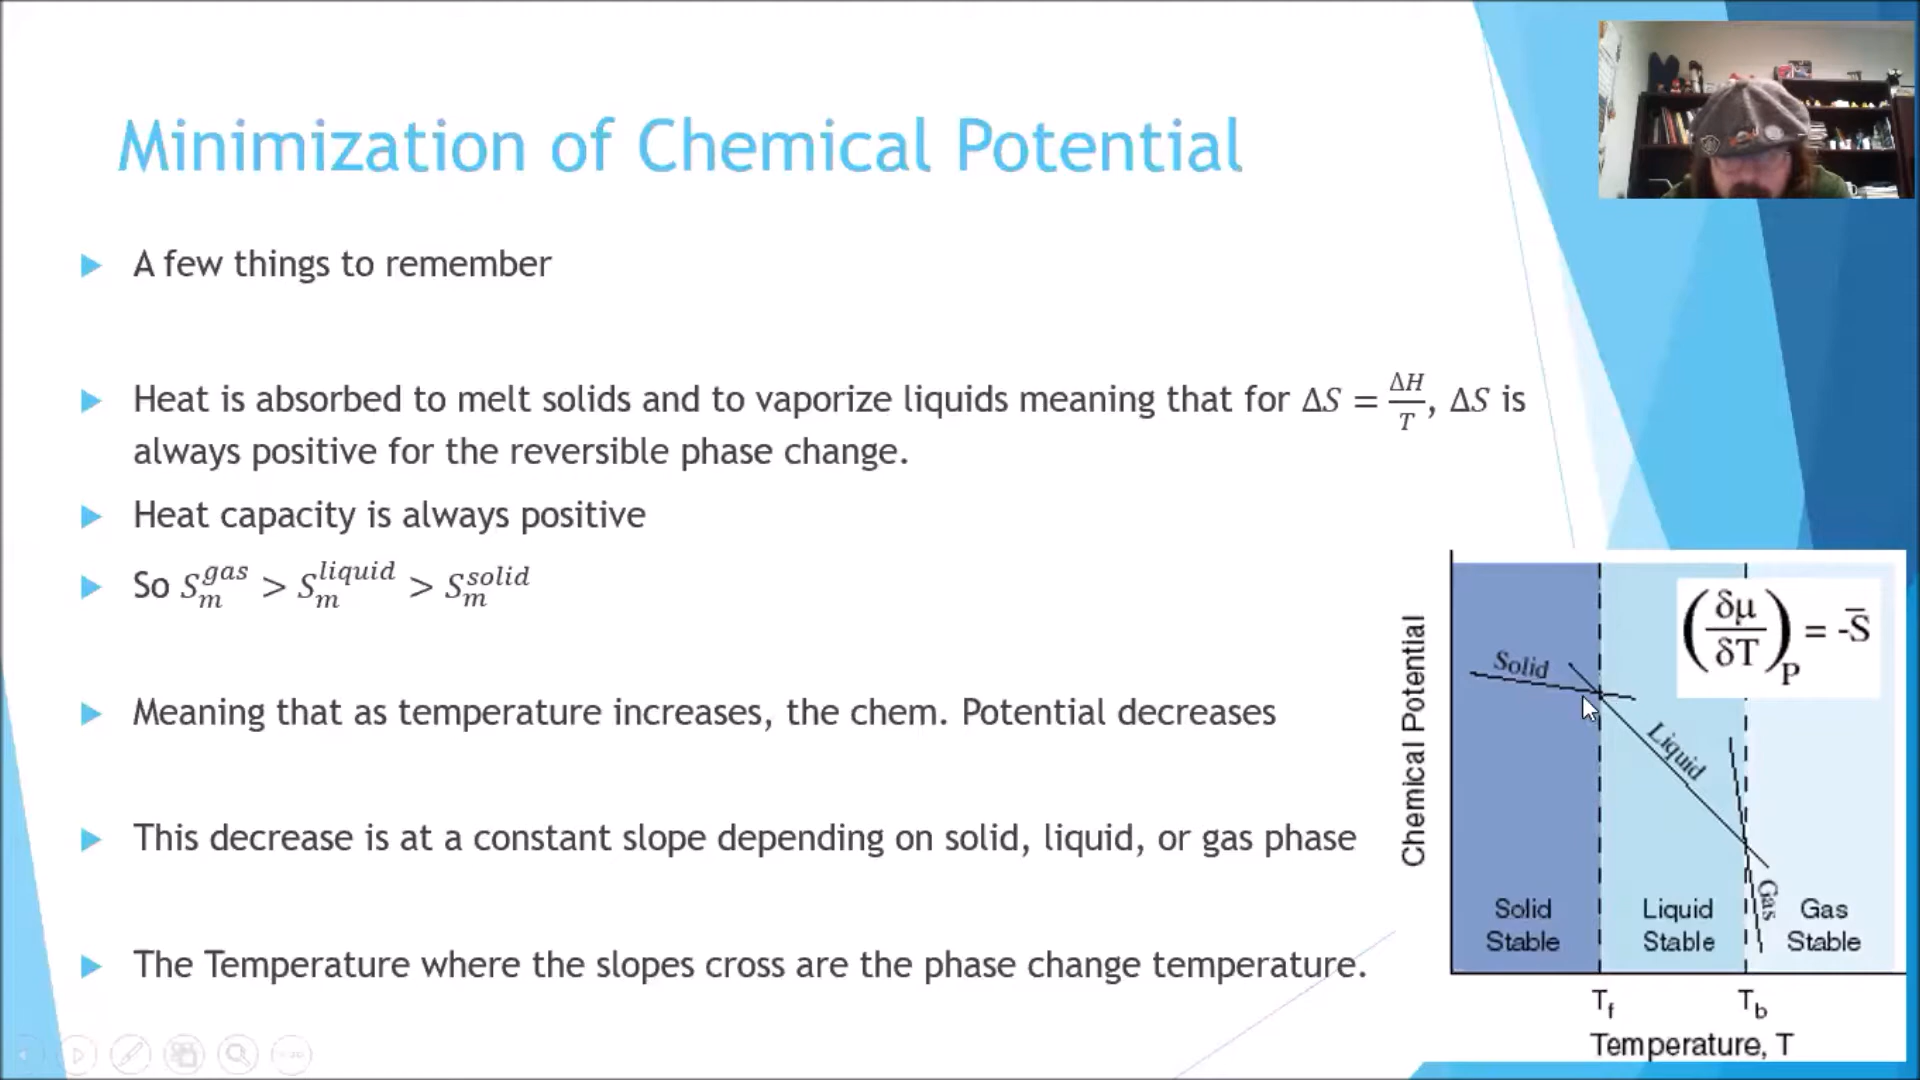 Minimization of Chemical Potential
A few things to remember
Heat is absorbed to melt solids and to vaporize liquids meaning that for ΔS = ΔH/T, ΔS is
always positive for the reversible phase change.
Heat capacity is always positive
So S_m^gas > S_m^liquid > S_m^solid
Meaning that as temperature increases, the chem. Potential decreases
This decrease is at a constant slope depending on solid, liquid, or gas phase
The Temperature where the slopes cross are the phase change temperature.
Chemical Potential
(δμ/δT)_P = -S̅
Solid
Liquid
Gas
Solid Stable
Liquid Stable
Gas Stable
T_f
T_b
Temperature, T